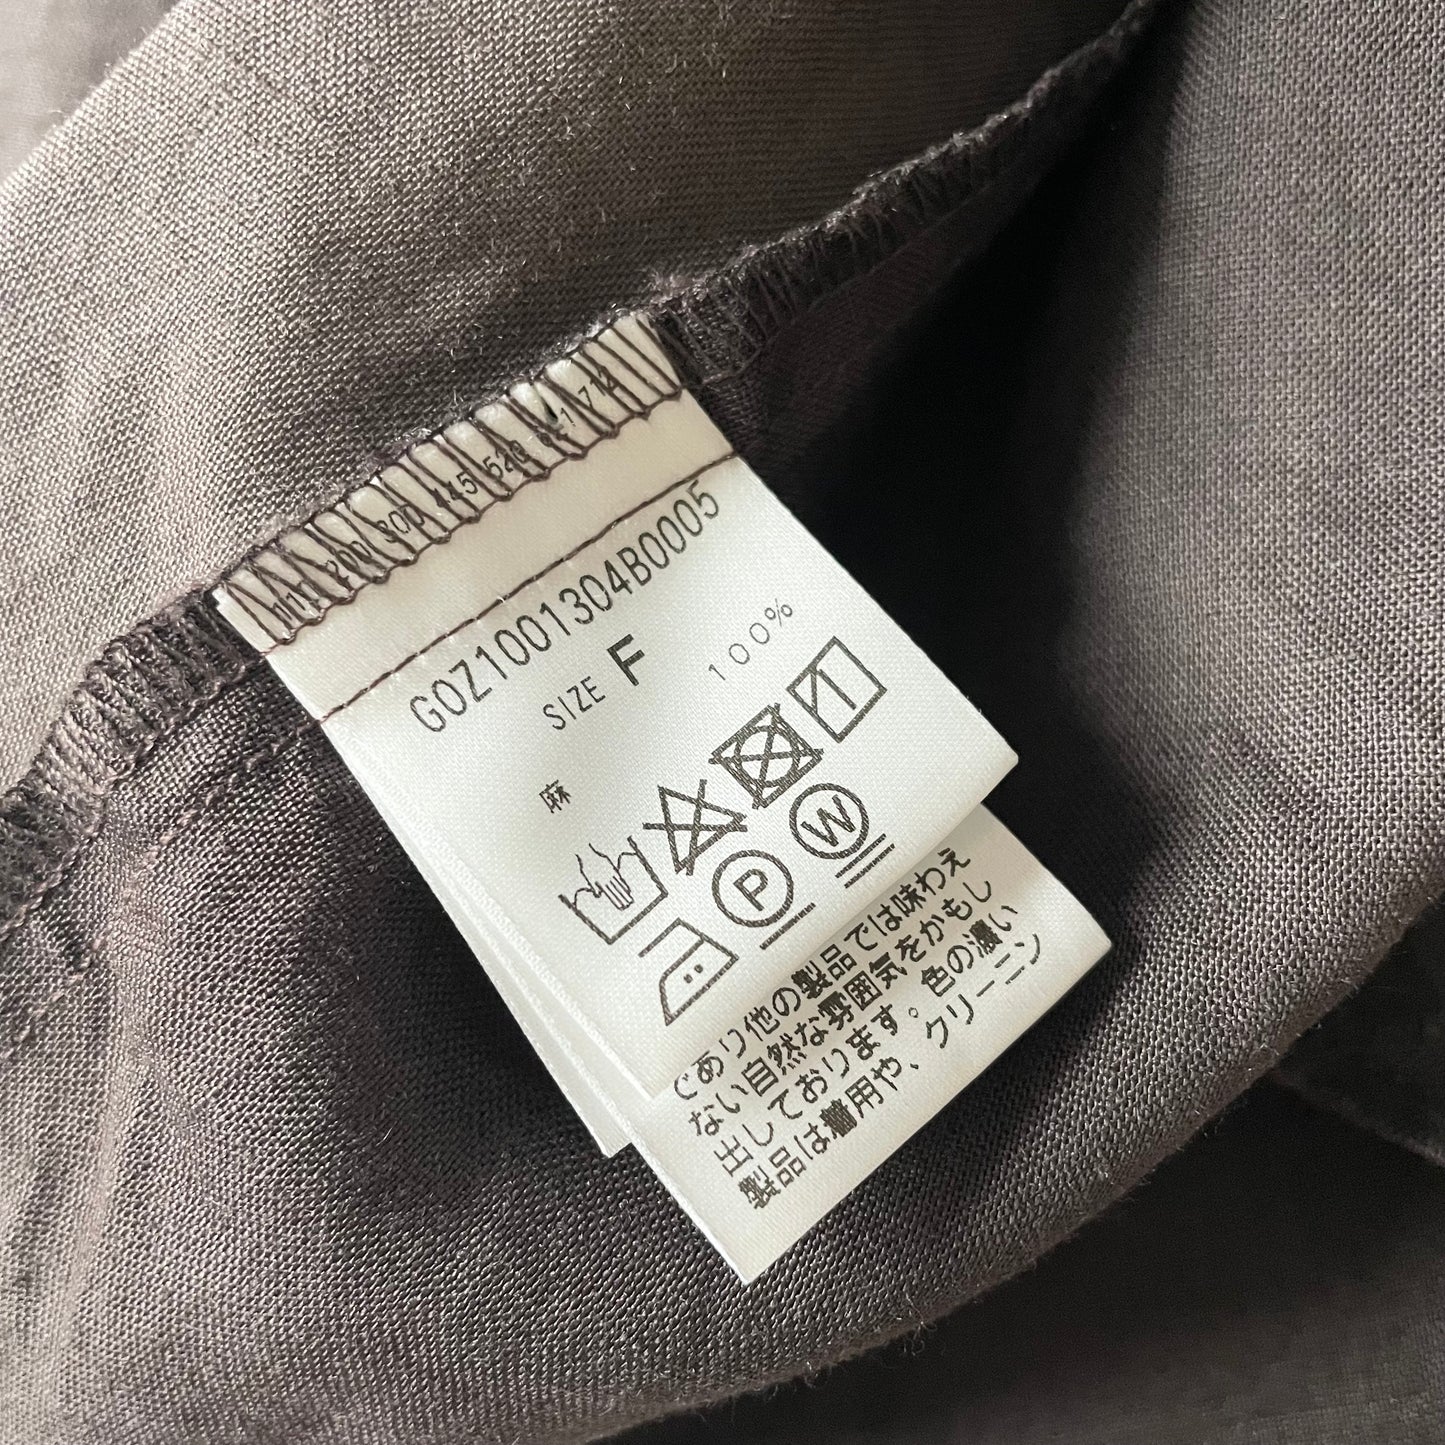 GOZ1001304B0005
SIZE F
麻 100%
P W
であり他の製品では味わえ
ない自然な雰囲気をかもし
出しております。色の濃い
製品は着用や、クリーニン